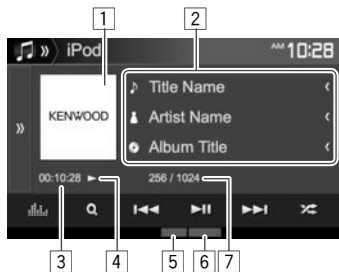 1 2
iPod AM 10:28
Title Name
KENWOOD Artist Name
Album Title
00:10:28 256 / 1024
3 4 5 6 7